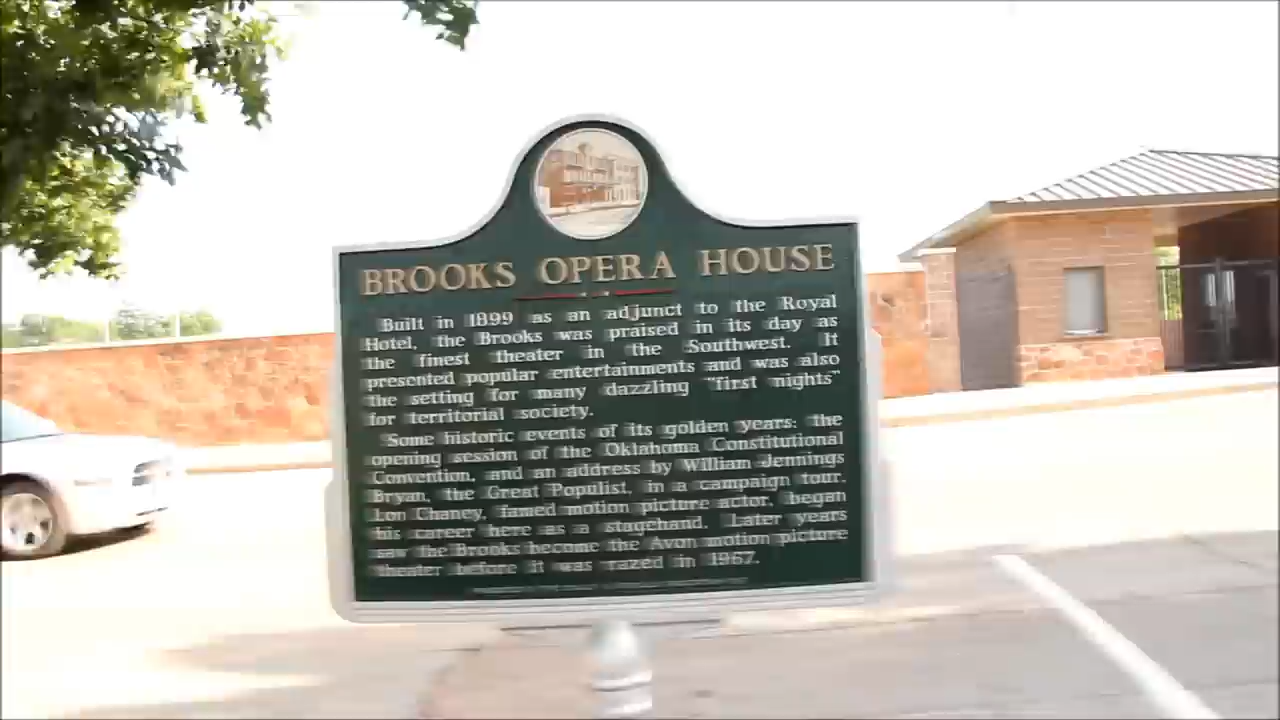 BROOKS OPERA HOUSE
Built in 1899 as an adjunct to the Royal
Hotel, the Brooks was praised in its day as
the finest theater in the Southwest. It
presented popular entertainments and was also
the setting for many dazzling "first nights"
for territorial society.
Some historic events of its golden years: the
opening session of the Oklahoma Constitutional
Convention, and an address by William Jennings
Bryan, the Great Populist, in a campaign tour.
Lon Chaney, famed motion picture actor, began
his career here as a stagehand. Later years
saw the Brooks become the Avon motion picture
theater before it was razed in 1967.